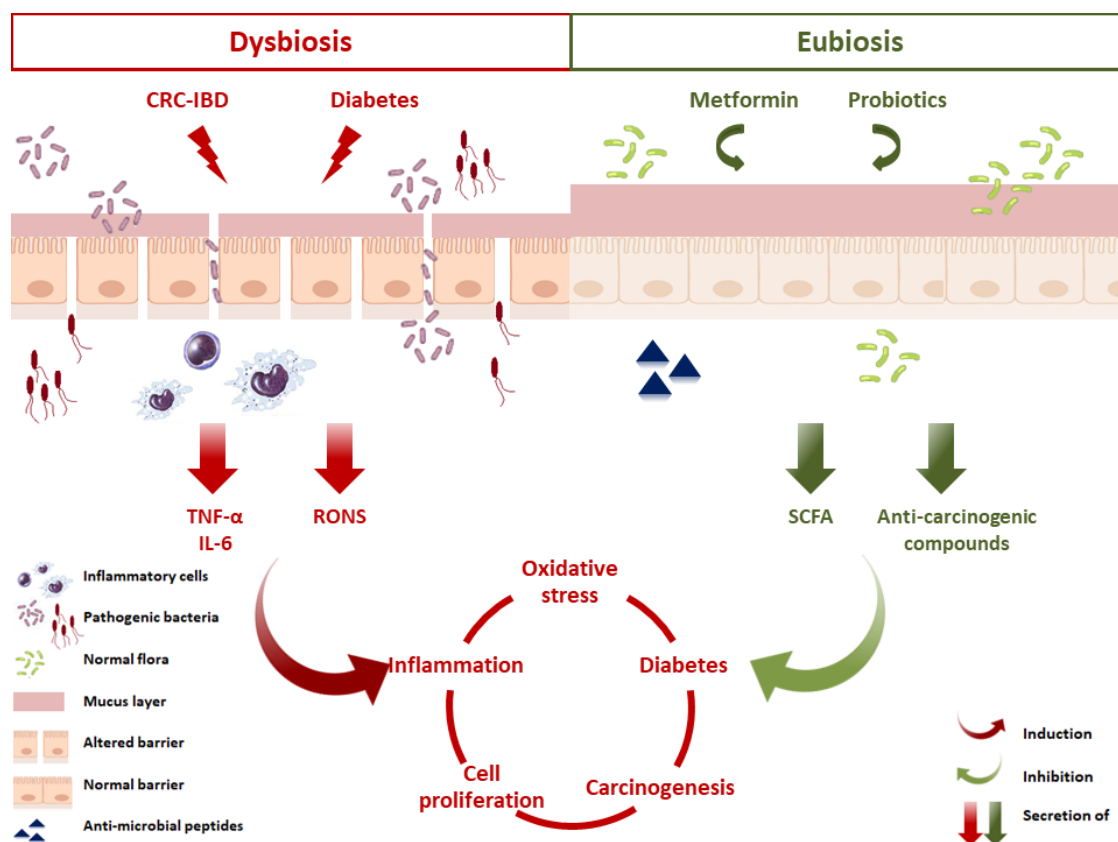 Dysbiosis
Eubiosis
CRC-IBD
Diabetes
Metformin
Probiotics
TNF-α
IL-6
RONS
SCFA
Anti-carcinogenic
compounds
Oxidative
stress
Inflammation
Diabetes
Cell
proliferation
Carcinogenesis
Inflammatory cells
Pathogenic bacteria
Normal flora
Mucus layer
Altered barrier
Normal barrier
Anti-microbial peptides
Induction
Inhibition
Secretion of